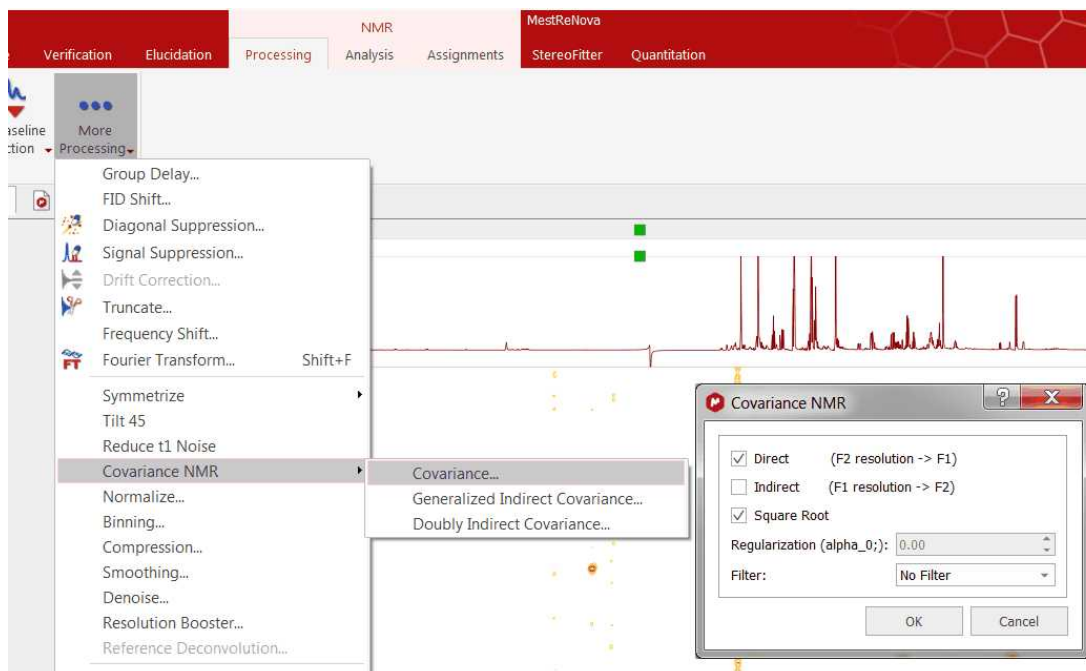 NMR
MestReNova
Verification
Elucidation
Processing
Analysis
Assignments
StereoFitter
Quantitation
aseline
ction
More
Processing
Group Delay...
FID Shift...
Diagonal Suppression...
Signal Suppression...
Drift Correction...
Truncate...
Frequency Shift...
FT
Fourier Transform... Shift+F
Symmetrize
Tilt 45
Reduce t1 Noise
Covariance NMR
Normalize...
Binning...
Compression...
Smoothing...
Denoise...
Resolution Booster...
Reference Deconvolution...
Covariance...
Generalized Indirect Covariance...
Doubly Indirect Covariance...
Covariance NMR
?
X
Direct (F2 resolution -> F1)
Indirect (F1 resolution -> F2)
Square Root
Regularization (alpha_0;): 0.00
Filter: No Filter
OK
Cancel